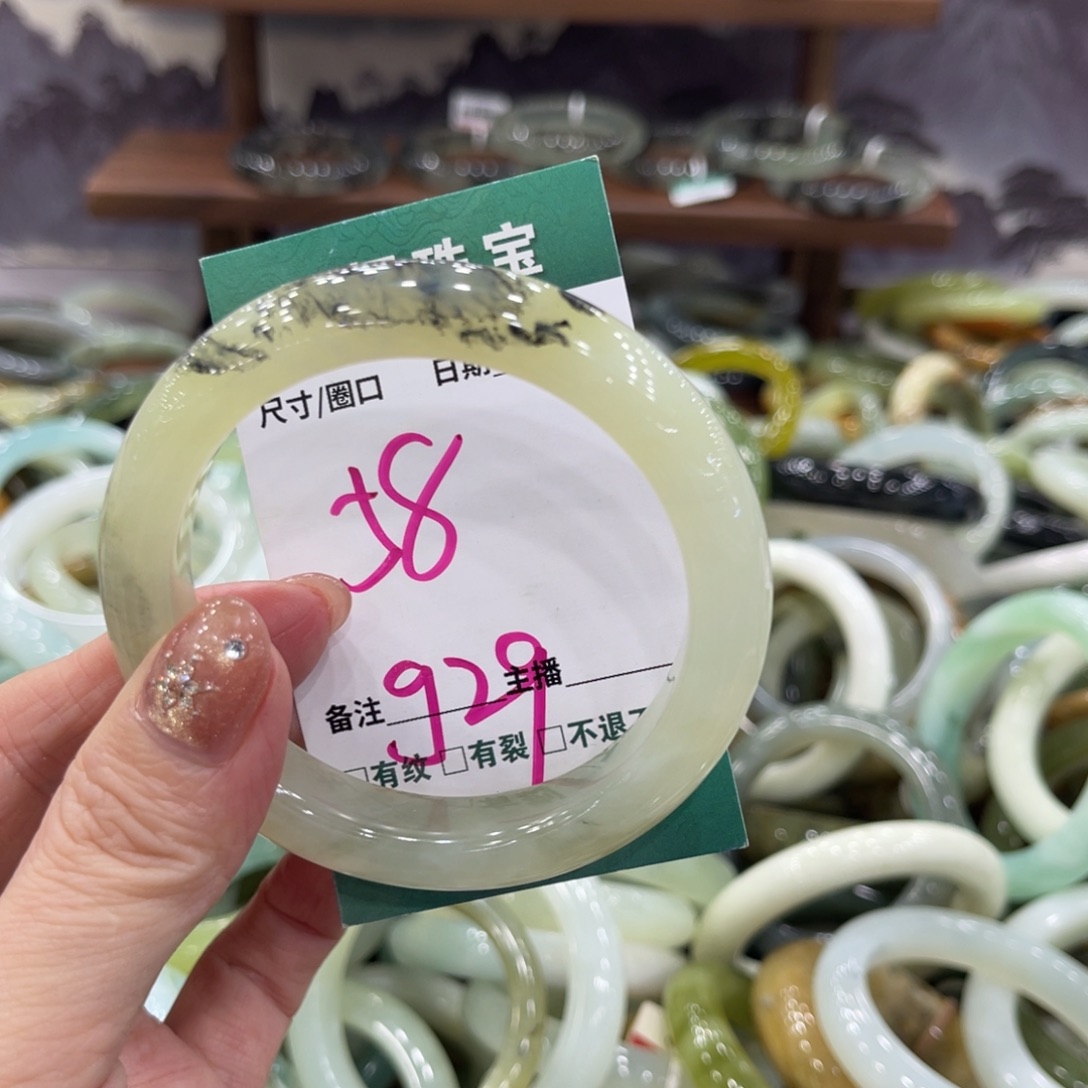 珠宝
尺寸/圈口 日期
58
929
备注 主播
□有纹 □有裂 □不退不